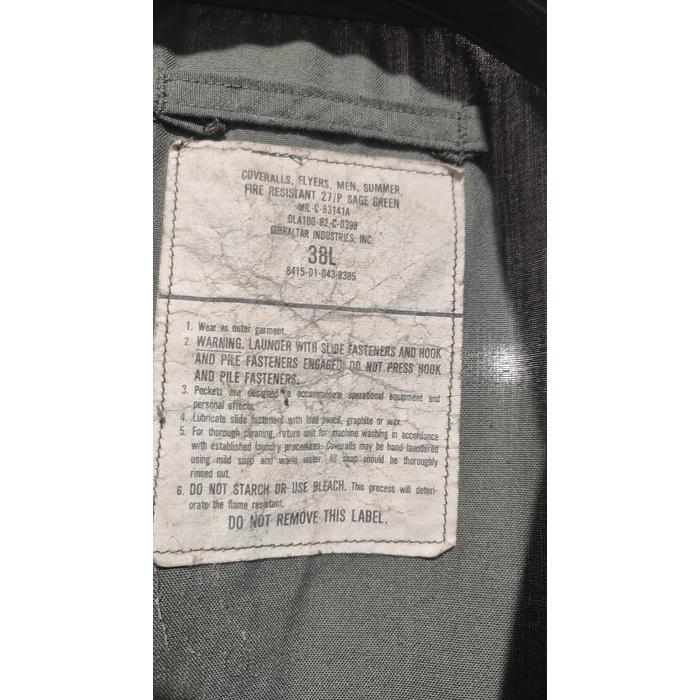 COVERALLS, FLYERS, MEN, SUMMER,
FIRE RESISTANT 27/P SAGE GREEN
MIL-C-83141A
DLA100-82-C-0399
GIBRALTAR INDUSTRIES, INC.
38L
8415-01-043-8385
1. Wear as outer garment.
2. WARNING. LAUNDER WITH SLIDE FASTENERS AND HOOK
AND PILE FASTENERS ENGAGED. DO NOT PRESS HOOK
AND PILE FASTENERS.
3. Pockets are designed to accommodate operational equipment and
personal effects.
4. Lubricate slide fastener with lead pencil, graphite or wax.
5. For thorough cleaning, return unit for machine washing in accordance
with established laundry procedures. Coveralls may be hand laundered
using mild soap and warm water. All soap should be thoroughly
rinsed out.
6. DO NOT STARCH OR USE BLEACH. This process will deteri-
orate the flame resistant.
DO NOT REMOVE THIS LABEL.